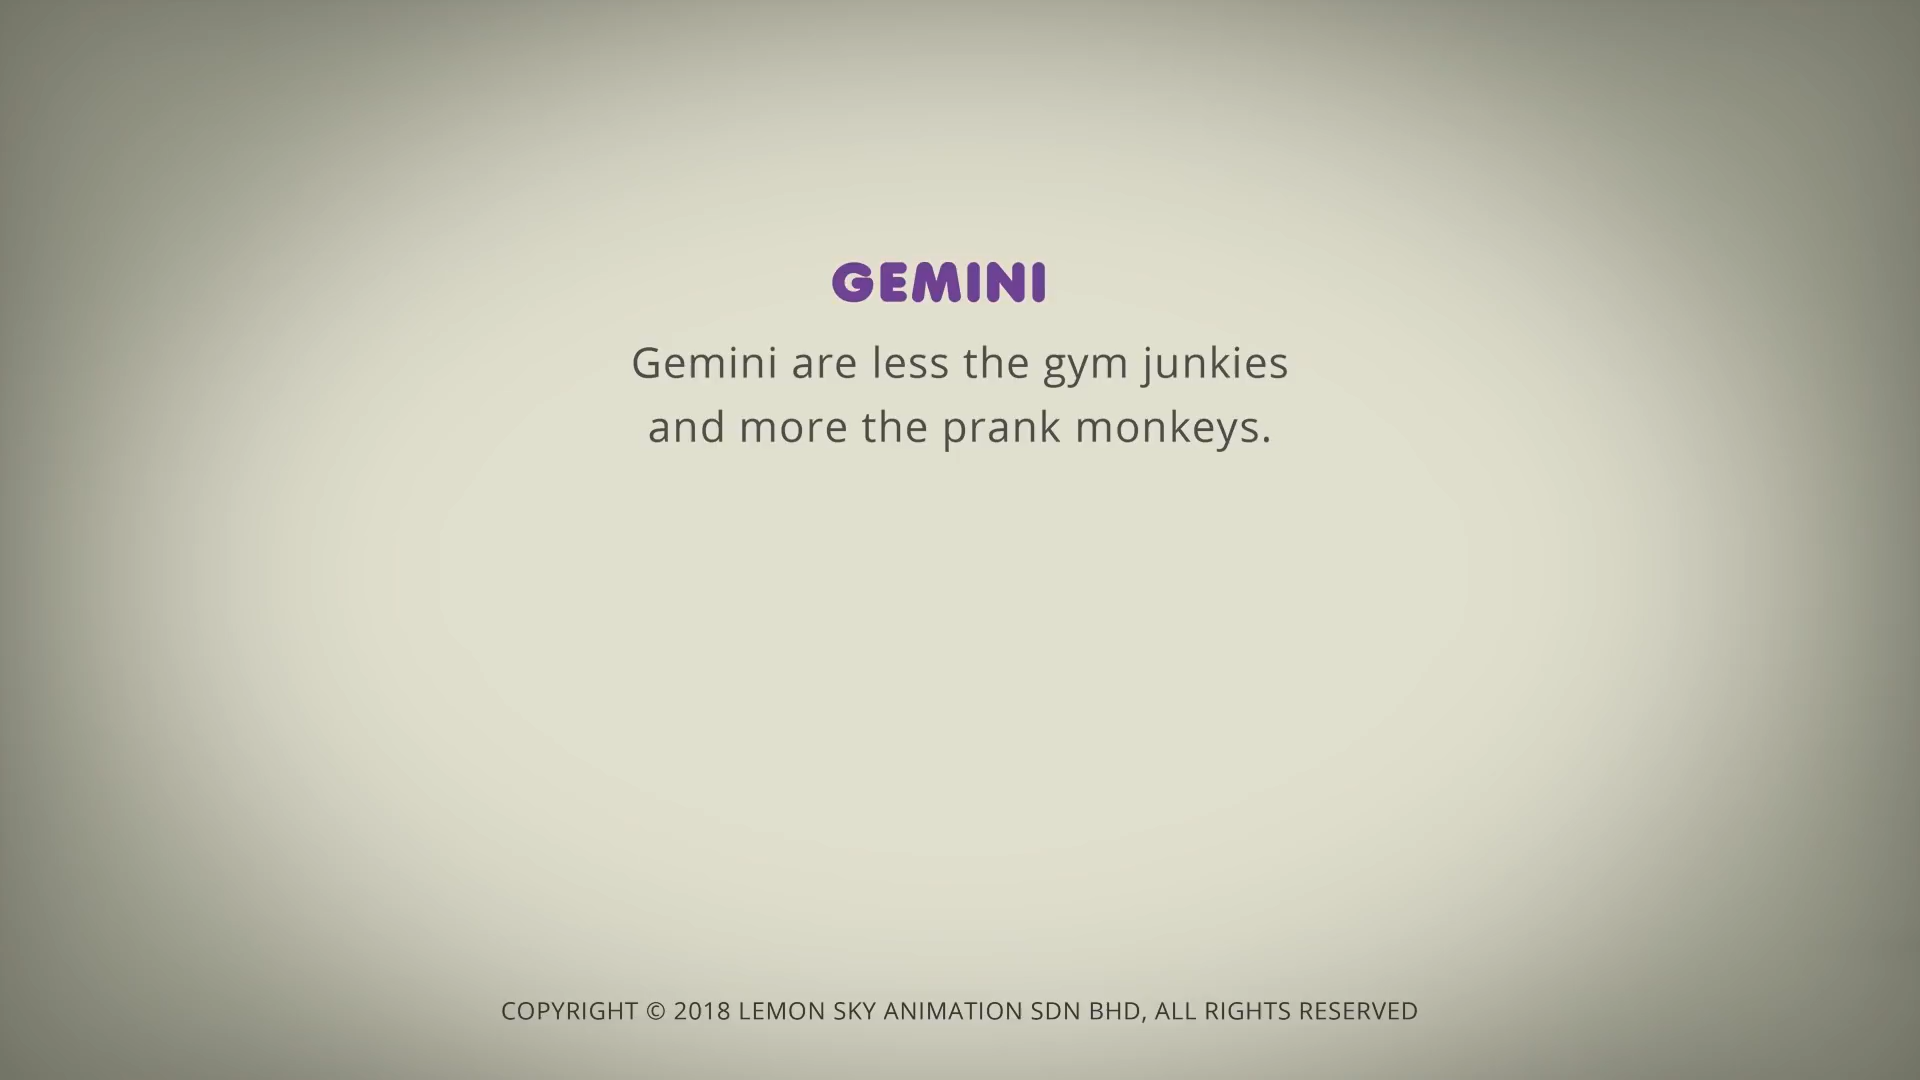 GEMINI
Gemini are less the gym junkies
and more the prank monkeys.
COPYRIGHT © 2018 LEMON SKY ANIMATION SDN BHD, ALL RIGHTS RESERVED